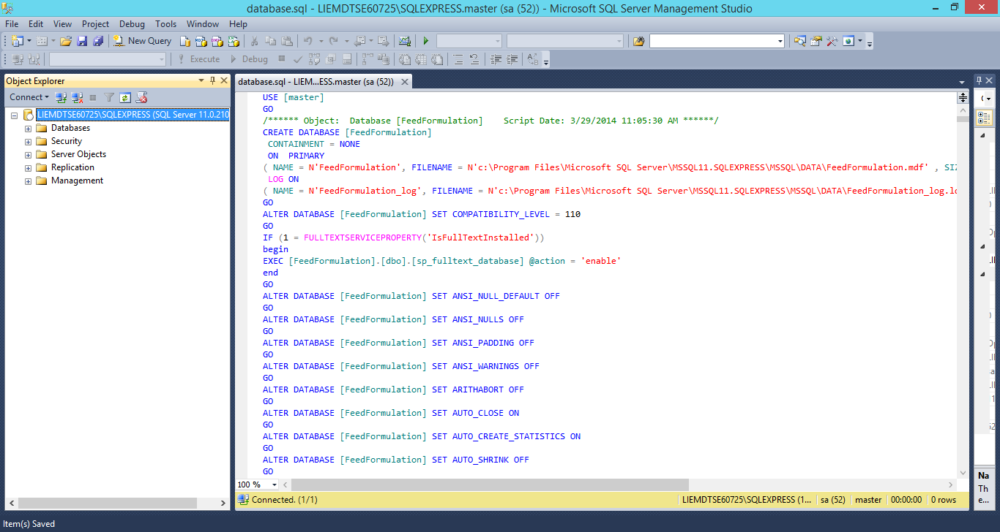 database.sql - LIEMDTSE60725\SQLEXPRESS.master (sa (52)) - Microsoft SQL Server Management Studio
File Edit View Project Debug Tools Window Help
New Query
Execute Debug
Object Explorer
Connect
LIEMDTSE60725\SQLEXPRESS (SQL Server 11.0.210
Databases
Security
Server Objects
Replication
Management
database.sql - LIEM...ESS.master (sa (52))
USE [master]
GO
/****** Object:  Database [FeedFormulation]    Script Date: 3/29/2014 11:05:30 AM ******/
CREATE DATABASE [FeedFormulation]
CONTAINMENT = NONE
ON  PRIMARY
( NAME = N'FeedFormulation', FILENAME = N'c:\Program Files\Microsoft SQL Server\MSSQL11.SQLEXPRESS\MSSQL\DATA\FeedFormulation.mdf' , SIZ
LOG ON
( NAME = N'FeedFormulation_log', FILENAME = N'c:\Program Files\Microsoft SQL Server\MSSQL11.SQLEXPRESS\MSSQL\DATA\FeedFormulation_log.ld
GO
ALTER DATABASE [FeedFormulation] SET COMPATIBILITY_LEVEL = 110
GO
IF (1 = FULLTEXTSERVICEPROPERTY('IsFullTextInstalled'))
begin
EXEC [FeedFormulation].[dbo].[sp_fulltext_database] @action = 'enable'
end
GO
ALTER DATABASE [FeedFormulation] SET ANSI_NULL_DEFAULT OFF
GO
ALTER DATABASE [FeedFormulation] SET ANSI_NULLS OFF
GO
ALTER DATABASE [FeedFormulation] SET ANSI_PADDING OFF
GO
ALTER DATABASE [FeedFormulation] SET ANSI_WARNINGS OFF
GO
ALTER DATABASE [FeedFormulation] SET ARITHABORT OFF
GO
ALTER DATABASE [FeedFormulation] SET AUTO_CLOSE ON
GO
ALTER DATABASE [FeedFormulation] SET AUTO_CREATE_STATISTICS ON
GO
ALTER DATABASE [FeedFormulation] SET AUTO_SHRINK OFF
GO
100 %
Connected. (1/1)
LIEMDTSE60725\SQLEXPRESS (1... sa (52) master 00:00:00 0 rows
Na
Th
e...
Item(s) Saved